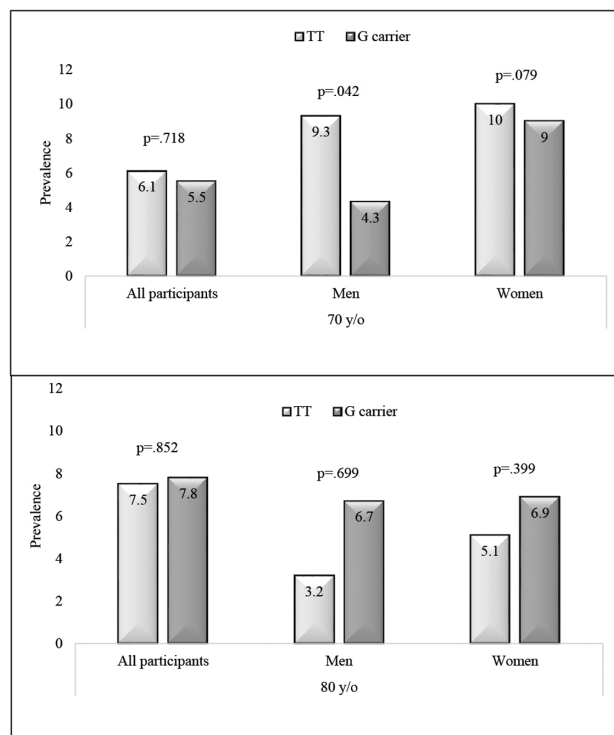 TT G carrier
12
10
8
6
4
2
0
Prevalence
p=.718
p=.042
p=.079
6.1
5.5
9.3
4.3
10
9
All participants Men Women
70 y/o
12
10
8
6
4
2
0
Prevalence
TT G carrier
p=.852
p=.699
p=.399
7.5
7.8
3.2
6.7
5.1
6.9
All participants Men Women
80 y/o